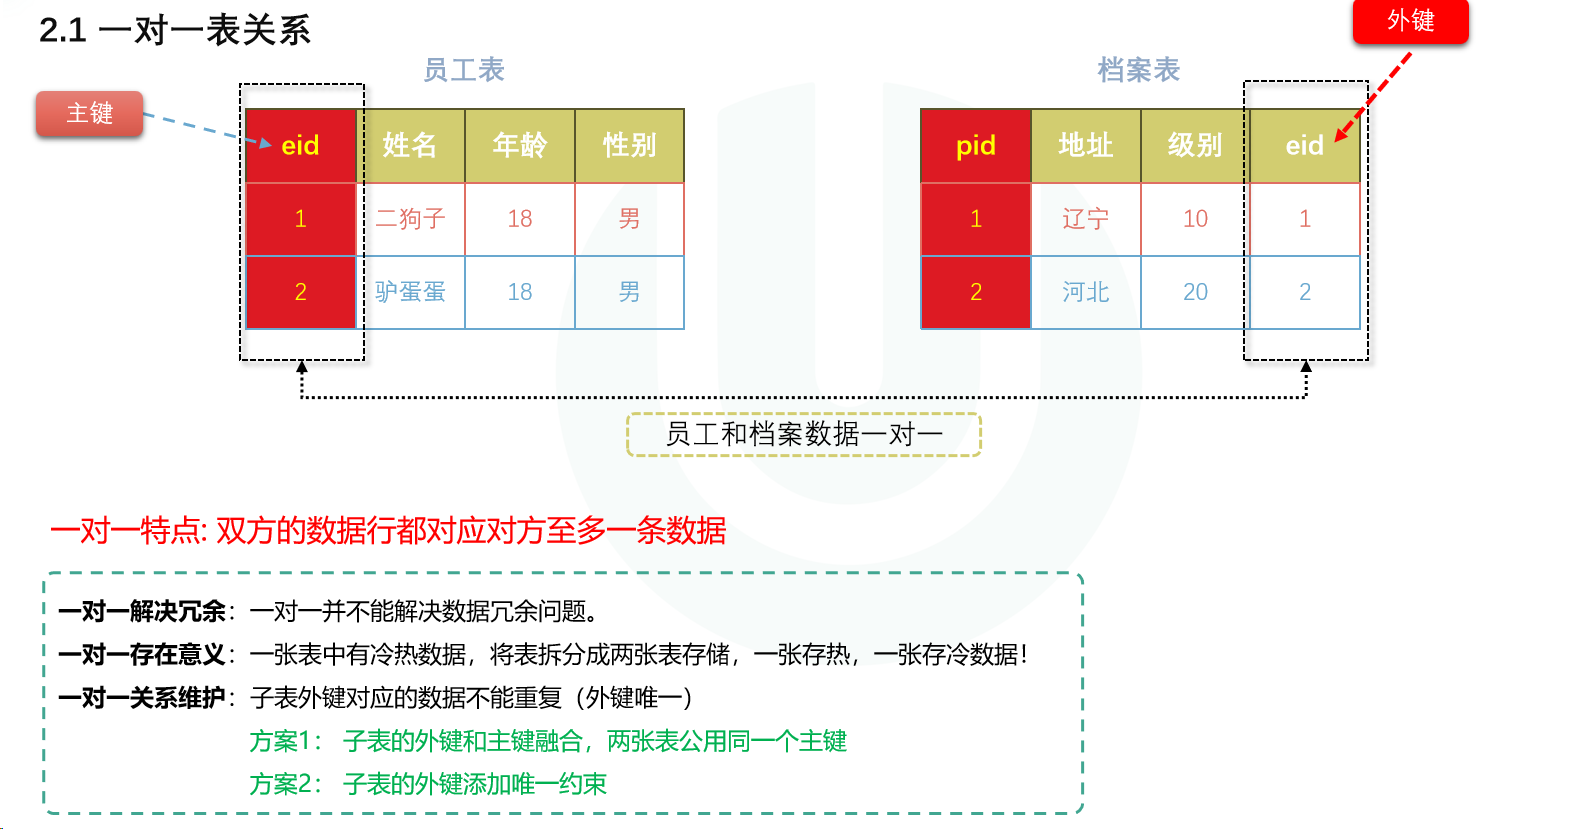 2.1 一对一表关系
外键
员工表
档案表
主键
eid 姓名 年龄 性别
1 二狗子 18 男
2 驴蛋蛋 18 男
pid 地址 级别 eid
1 辽宁 10 1
2 河北 20 2
员工和档案数据一对一
一对一特点: 双方的数据行都对应对方至多一条数据
一对一解决冗余：一对一并不能解决数据冗余问题。
一对一存在意义：一张表中有冷热数据，将表拆分成两张表存储，一张存热，一张存冷数据！
一对一关系维护：子表外键对应的数据不能重复（外键唯一）
方案1： 子表的外键和主键融合，两张表公用同一个主键
方案2： 子表的外键添加唯一约束